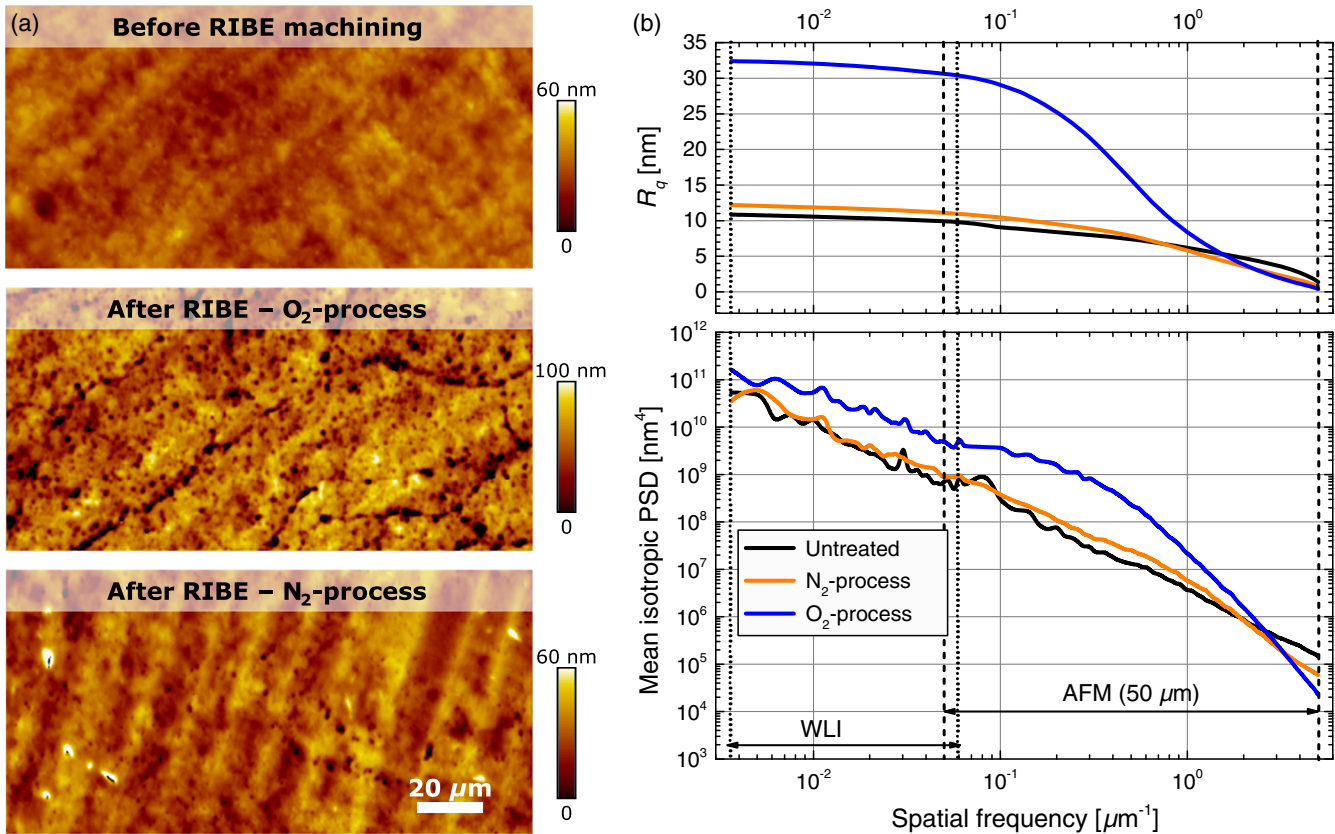 (a)
Before RIBE machining
60 nm
0
After RIBE – O₂-process
100 nm
0
After RIBE – N₂-process
60 nm
0
20 µm
(b)
10⁻² 10⁻¹ 10⁰
35
30
25
20
15
10
5
0
R_q [nm]
10¹²
10¹¹
10¹⁰
10⁹
10⁸
10⁷
10⁶
10⁵
10⁴
10³
Mean isotropic PSD [nm⁴]
Untreated
N₂-process
O₂-process
AFM (50 µm)
WLI
10⁻² 10⁻¹ 10⁰
Spatial frequency [µm⁻¹]